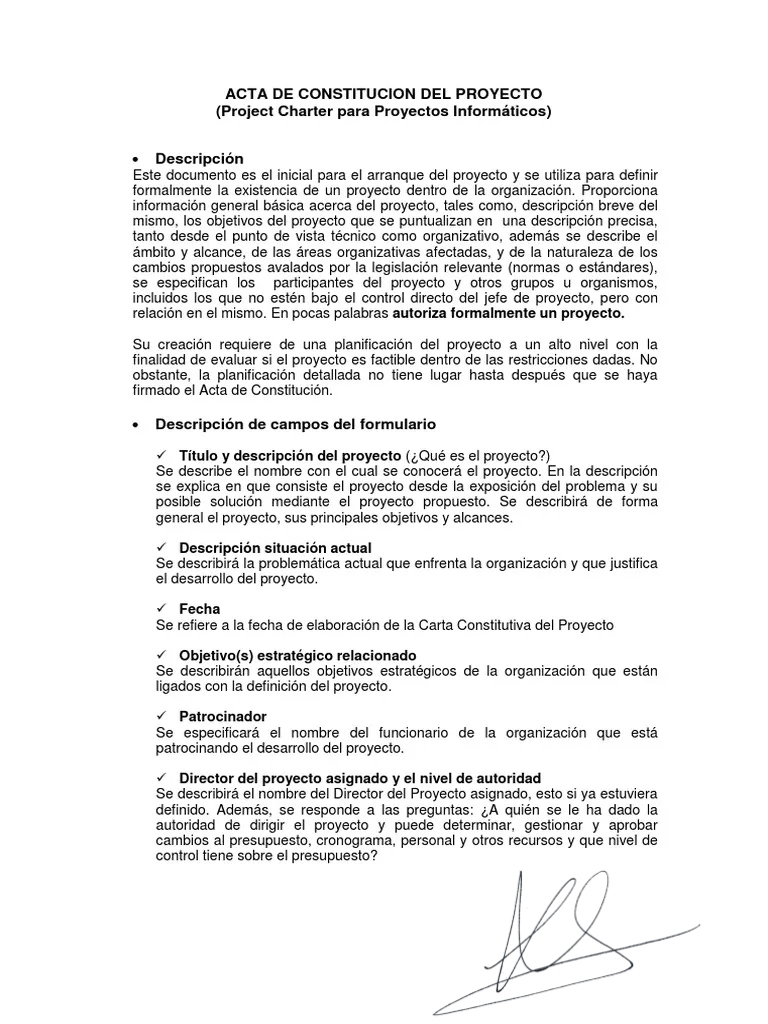 ACTA DE CONSTITUCION DEL PROYECTO
(Project Charter para Proyectos Informáticos)
• Descripción
Este documento es el inicial para el arranque del proyecto y se utiliza para definir
formalmente la existencia de un proyecto dentro de la organización. Proporciona
información general básica acerca del proyecto, tales como, descripción breve del
mismo, los objetivos del proyecto que se puntualizan en una descripción precisa,
tanto desde el punto de vista técnico como organizativo, además se describe el
ámbito y alcance, de las áreas organizativas afectadas, y de la naturaleza de los
cambios propuestos avalados por la legislación relevante (normas o estándares),
se especifican los participantes del proyecto y otros grupos u organismos,
incluidos los que no estén bajo el control directo del jefe de proyecto, pero con
relación en el mismo. En pocas palabras autoriza formalmente un proyecto.
Su creación requiere de una planificación del proyecto a un alto nivel con la
finalidad de evaluar si el proyecto es factible dentro de las restricciones dadas. No
obstante, la planificación detallada no tiene lugar hasta después que se haya
firmado el Acta de Constitución.
• Descripción de campos del formulario
✓ Título y descripción del proyecto (¿Qué es el proyecto?)
Se describe el nombre con el cual se conocerá el proyecto. En la descripción
se explica en que consiste el proyecto desde la exposición del problema y su
posible solución mediante el proyecto propuesto. Se describirá de forma
general el proyecto, sus principales objetivos y alcances.
✓ Descripción situación actual
Se describirá la problemática actual que enfrenta la organización y que justifica
el desarrollo del proyecto.
✓ Fecha
Se refiere a la fecha de elaboración de la Carta Constitutiva del Proyecto
✓ Objetivo(s) estratégico relacionado
Se describirán aquellos objetivos estratégicos de la organización que están
ligados con la definición del proyecto.
✓ Patrocinador
Se especificará el nombre del funcionario de la organización que está
patrocinando el desarrollo del proyecto.
✓ Director del proyecto asignado y el nivel de autoridad
Se describirá el nombre del Director del Proyecto asignado, esto si ya estuviera
definido. Además, se responde a las preguntas: ¿A quién se le ha dado la
autoridad de dirigir el proyecto y puede determinar, gestionar y aprobar
cambios al presupuesto, cronograma, personal y otros recursos y que nivel de
control tiene sobre el presupuesto?